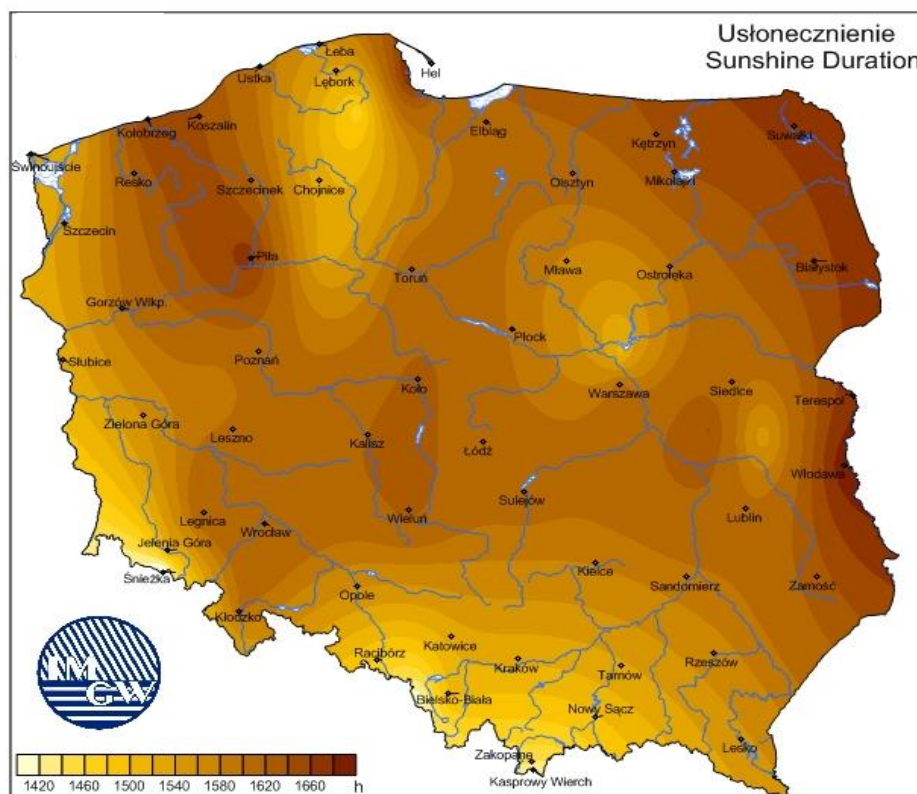 Usłonecznienie
Sunshine Duration
Łeba
Ustka
Lębork
Hel
Kołobrzeg
Koszalin
Elbląg
Kętrzyn
Suwałki
Świnoujście
Resko
Szczecinek
Chojnice
Olsztyn
Mikołajki
Szczecin
Piła
Toruń
Mława
Ostrołęka
Białystok
Gorzów Wlkp.
Płock
Słubice
Poznań
Koło
Warszawa
Siedlce
Terespol
Zielona Góra
Leszno
Kalisz
Łódź
Włodawa
Legnica
Wrocław
Wieluń
Sulejów
Lublin
Jelenia Góra
Śnieżka
Kłodzko
Opole
Kielce
Sandomierz
Zamość
Racibórz
Katowice
Kraków
Tarnów
Rzeszów
Bielsko-Biała
Nowy Sącz
Lesko
Zakopane
Kasprowy Wierch
IM
GW
1420 1460 1500 1540 1580 1620 1660 h